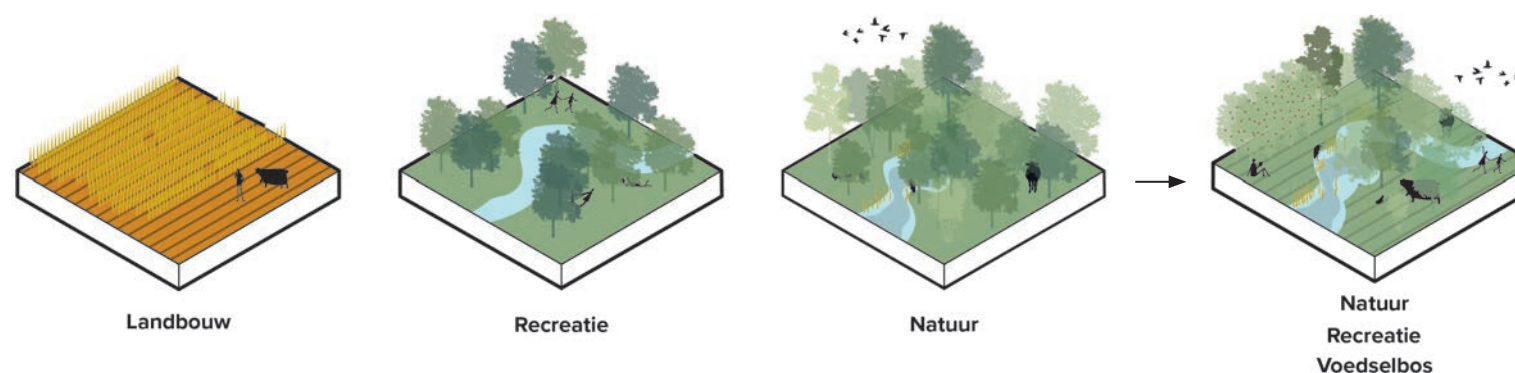 Landbouw
Recreatie
Natuur
Natuur
Recreatie
Voedselbos